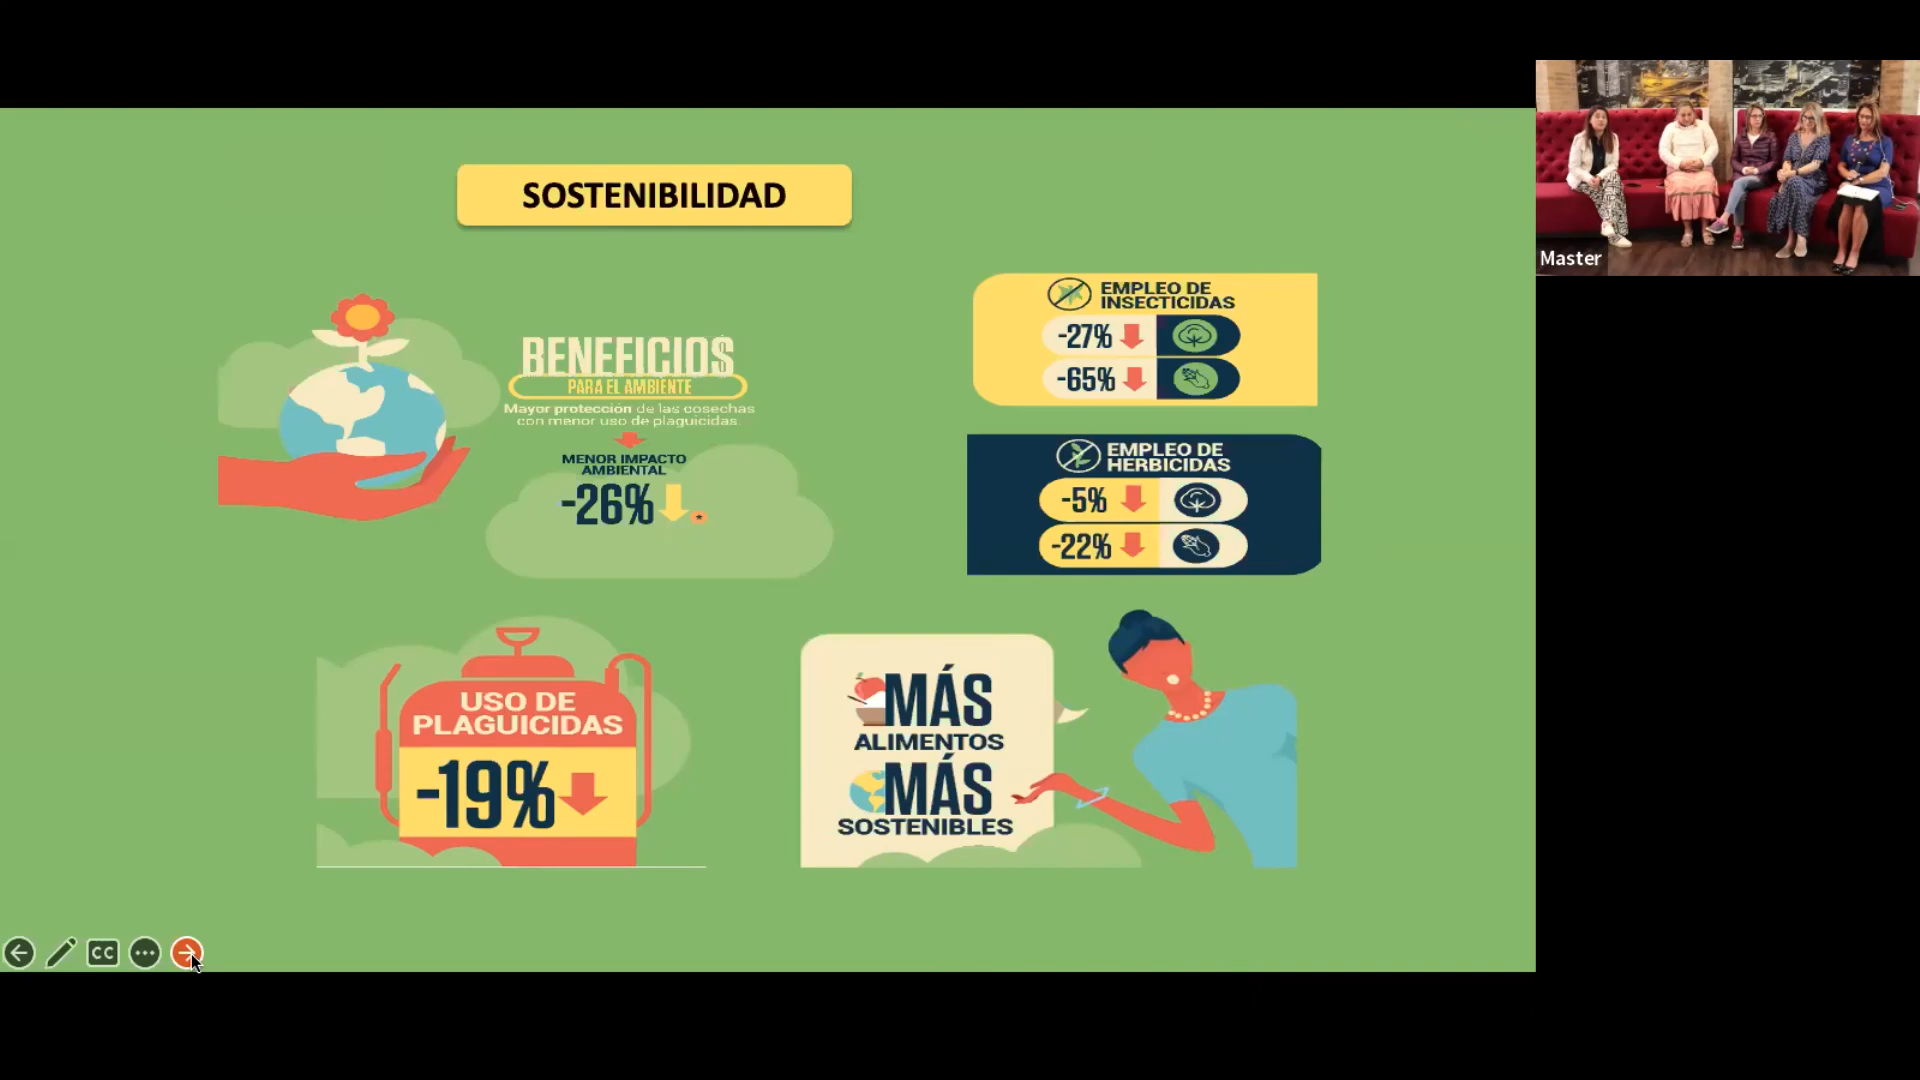 SOSTENIBILIDAD
BENEFICIOS
PARA EL AMBIENTE
Mayor protección de las cosechas
con menor uso de plaguicidas.
MENOR IMPACTO
AMBIENTAL
-26%
EMPLEO DE
INSECTICIDAS
-27%
-65%
EMPLEO DE
HERBICIDAS
-5%
-22%
USO DE
PLAGUICIDAS
-19%
MÁS
ALIMENTOS
MÁS
SOSTENIBLES
CC
Master